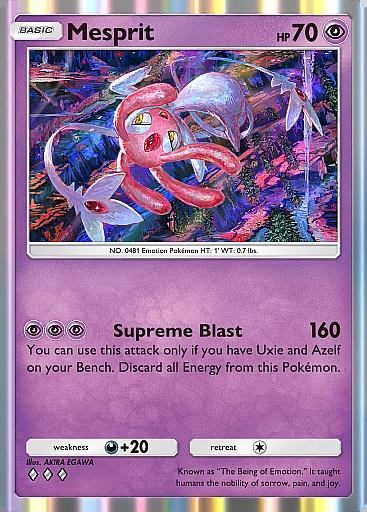 BASIC
Mesprit
HP 70
NO. 0481 Emotion Pokémon HT: 1' WT: 0.7 lbs.
Supreme Blast 160
You can use this attack only if you have Uxie and Azelf
on your Bench. Discard all Energy from this Pokémon.
weakness +20
retreat
Illus. AKIRA EGAWA
Known as "The Being of Emotion." It taught
humans the nobility of sorrow, pain, and joy.